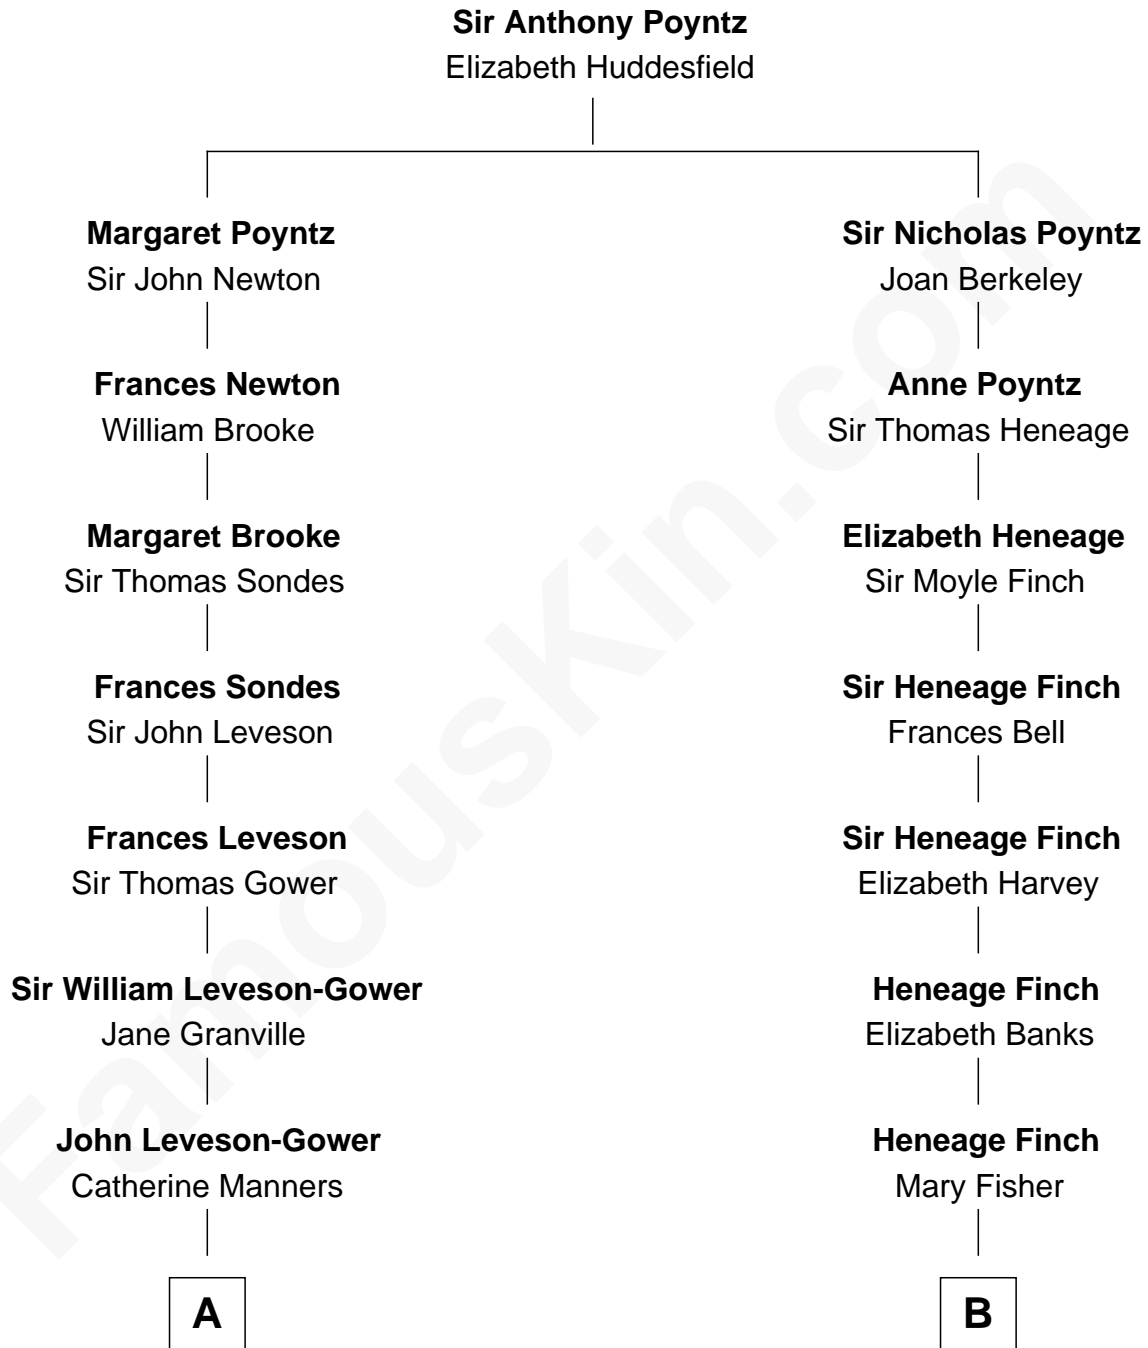 Sir Anthony Poyntz
Elizabeth Huddesfield
Margaret Poyntz
Sir John Newton
Sir Nicholas Poyntz
Joan Berkeley
Frances Newton
William Brooke
Anne Poyntz
Sir Thomas Heneage
Margaret Brooke
Sir Thomas Sondes
Elizabeth Heneage
Sir Moyle Finch
Frances Sondes
Sir John Leveson
Sir Heneage Finch
Frances Bell
Frances Leveson
Sir Thomas Gower
Sir Heneage Finch
Elizabeth Harvey
Sir William Leveson-Gower
Jane Granville
Heneage Finch
Elizabeth Banks
John Leveson-Gower
Catherine Manners
Heneage Finch
Mary Fisher
A
B
FamousKin.com